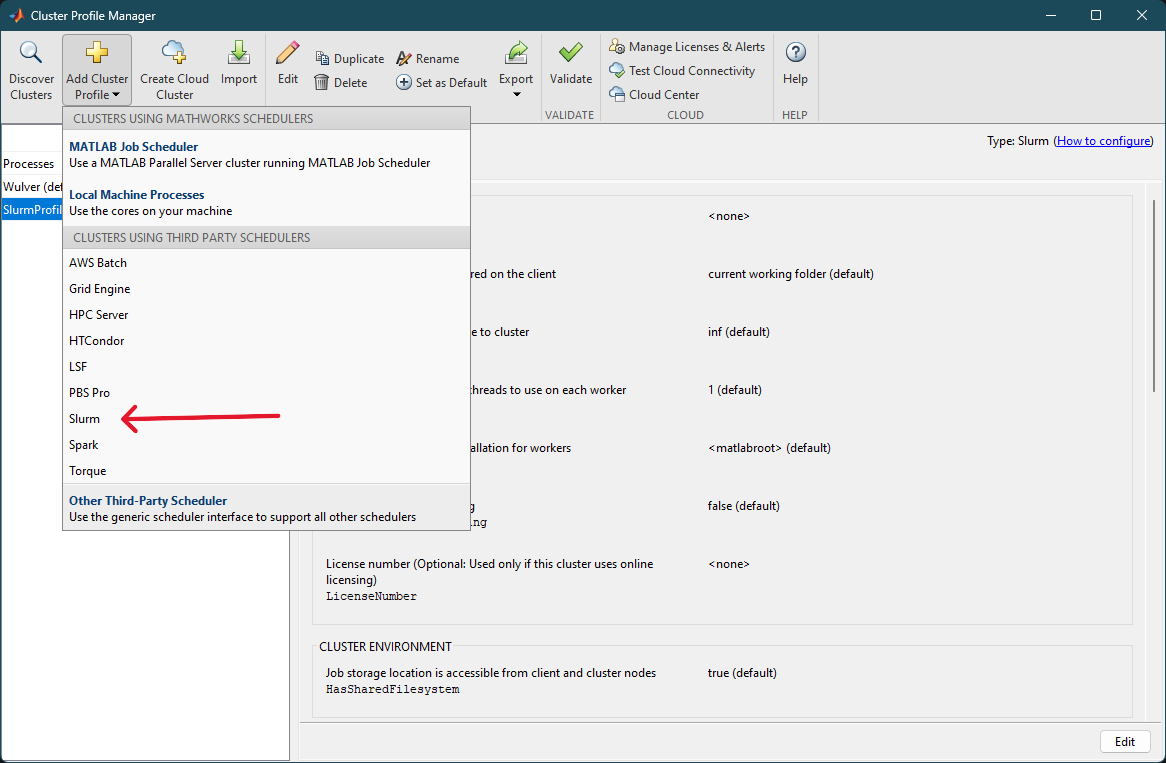 Cluster Profile Manager
Discover
Clusters
Add Cluster
Profile
Create Cloud
Cluster
Import
Edit
Duplicate
Delete
Rename
Set as Default
Export
Validate
VALIDATE
Manage Licenses & Alerts
Test Cloud Connectivity
Cloud Center
CLOUD
Help
HELP
Processes
Wulver (def
SlurmProfil
CLUSTERS USING MATHWORKS SCHEDULERS
MATLAB Job Scheduler
Use a MATLAB Parallel Server cluster running MATLAB Job Scheduler
Local Machine Processes
Use the cores on your machine
CLUSTERS USING THIRD PARTY SCHEDULERS
AWS Batch
Grid Engine
HPC Server
HTCondor
LSF
PBS Pro
Slurm
Spark
Torque
Other Third-Party Scheduler
Use the generic scheduler interface to support all other schedulers
Type: Slurm (How to configure)
<none>
red on the client current working folder (default)
e to cluster inf (default)
threads to use on each worker 1 (default)
allation for workers <matlabroot> (default)
g false (default)
ing
License number (Optional: Used only if this cluster uses online <none>
licensing)
LicenseNumber
CLUSTER ENVIRONMENT
Job storage location is accessible from client and cluster nodes true (default)
HasSharedFilesystem
Edit